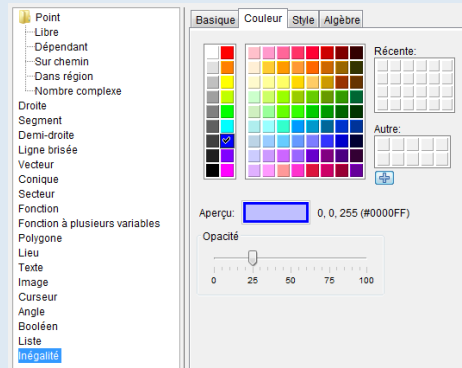 Point
Libre
Dépendant
Sur chemin
Dans région
Nombre complexe
Droite
Segment
Demi-droite
Ligne brisée
Vecteur
Conique
Secteur
Fonction
Fonction à plusieurs variables
Polygone
Lieu
Texte
Image
Curseur
Angle
Booléen
Liste
Inégalité
Basique Couleur Style Algèbre
Récente:
Autre:
Aperçu: 0, 0, 255 (#0000FF)
Opacité
0 25 50 75 100